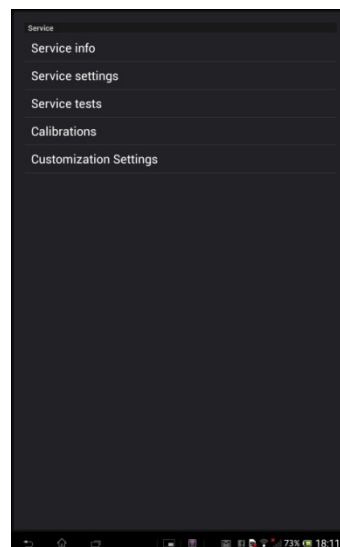 Service
Service info
Service settings
Service tests
Calibrations
Customization Settings
73% 18:11